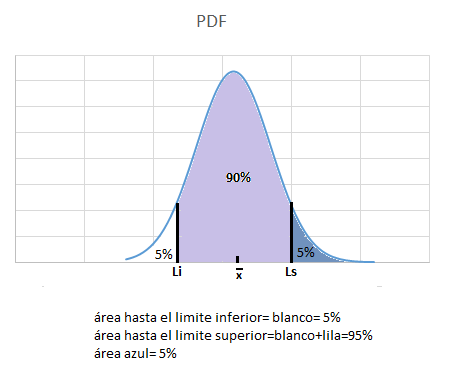 PDF
90%
5%
5%
Li
x̄
Ls
área hasta el limite inferior= blanco= 5%
área hasta el limite superior=blanco+lila=95%
área azul= 5%